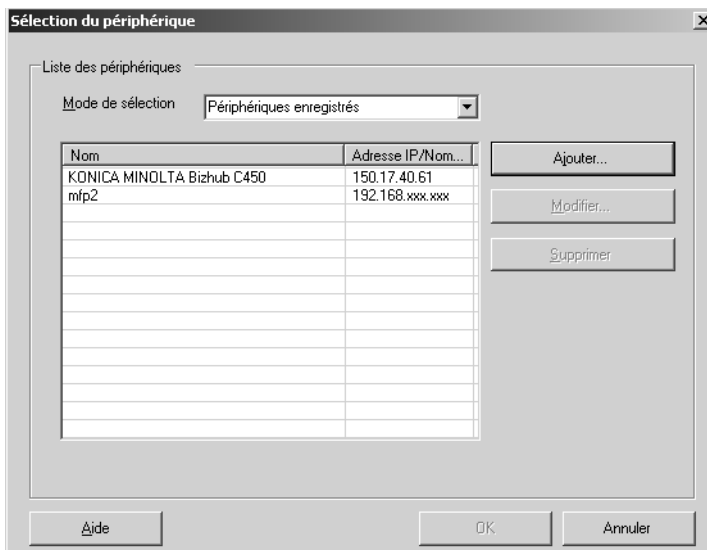 Sélection du périphérique
Liste des périphériques
Mode de sélection Périphériques enregistrés
Nom Adresse IP/Nom...
KONICA MINOLTA Bizhub C450 150.17.40.61
mfp2 192.168.xxx.xxx
Ajouter...
Modifier...
Supprimer
Aide OK Annuler